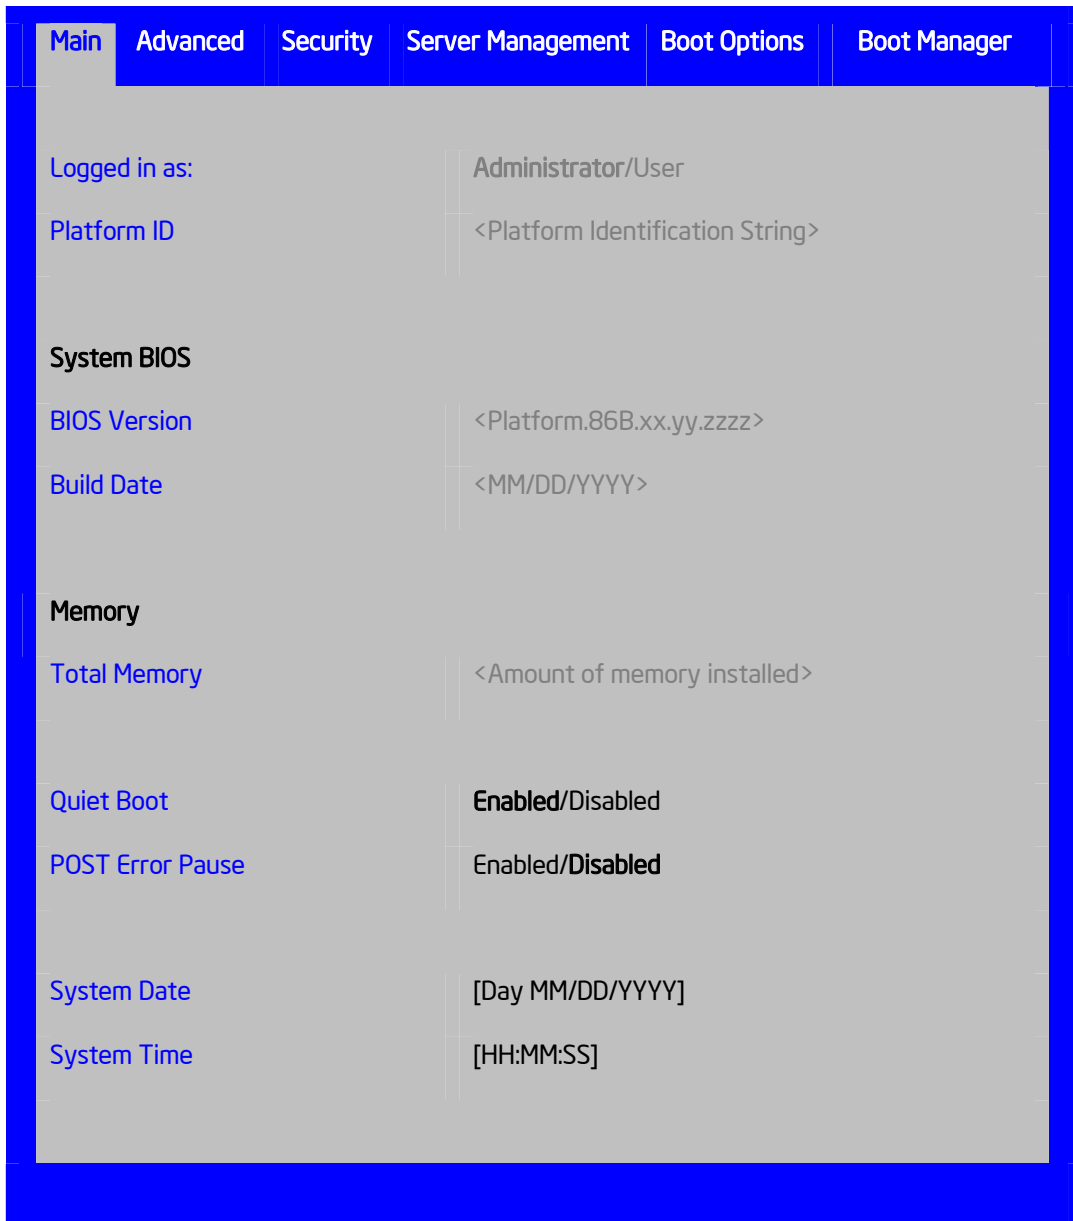 Main Advanced Security Server Management Boot Options Boot Manager
Logged in as: Administrator/User
Platform ID <Platform Identification String>
System BIOS
BIOS Version <Platform.86B.xx.yy.zzzz>
Build Date <MM/DD/YYYY>
Memory
Total Memory <Amount of memory installed>
Quiet Boot Enabled/Disabled
POST Error Pause Enabled/Disabled
System Date [Day MM/DD/YYYY]
System Time [HH:MM:SS]